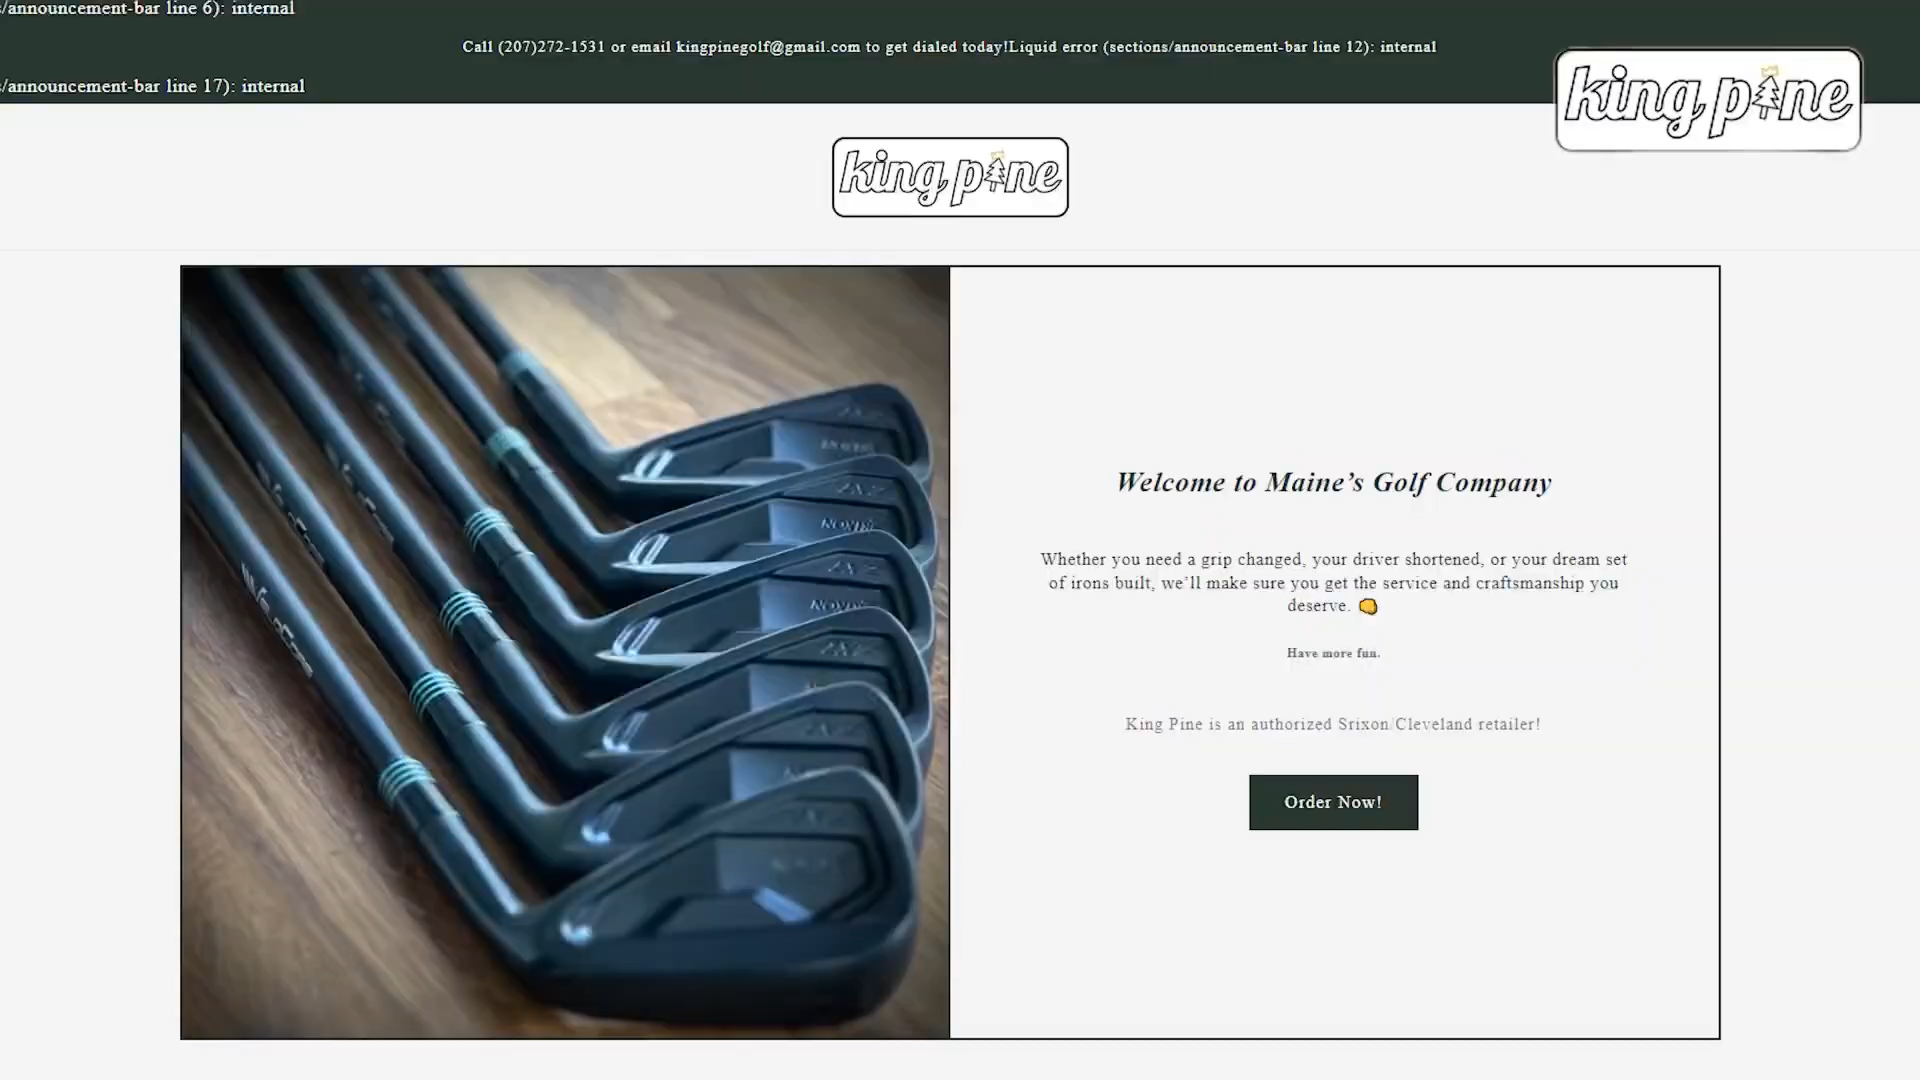 s/announcement-bar line 6): internal
Call (207)272-1531 or email kingpinegolf@gmail.com to get dialed today!Liquid error (sections/announcement-bar line 12): internal
s/announcement-bar line 17): internal
king pine
king pine
Welcome to Maine's Golf Company
Whether you need a grip changed, your driver shortened, or your dream set
of irons built, we'll make sure you get the service and craftsmanship you
deserve. 👊
Have more fun.
King Pine is an authorized Srixon/Cleveland retailer!
Order Now!
SRIXON
SRIXON